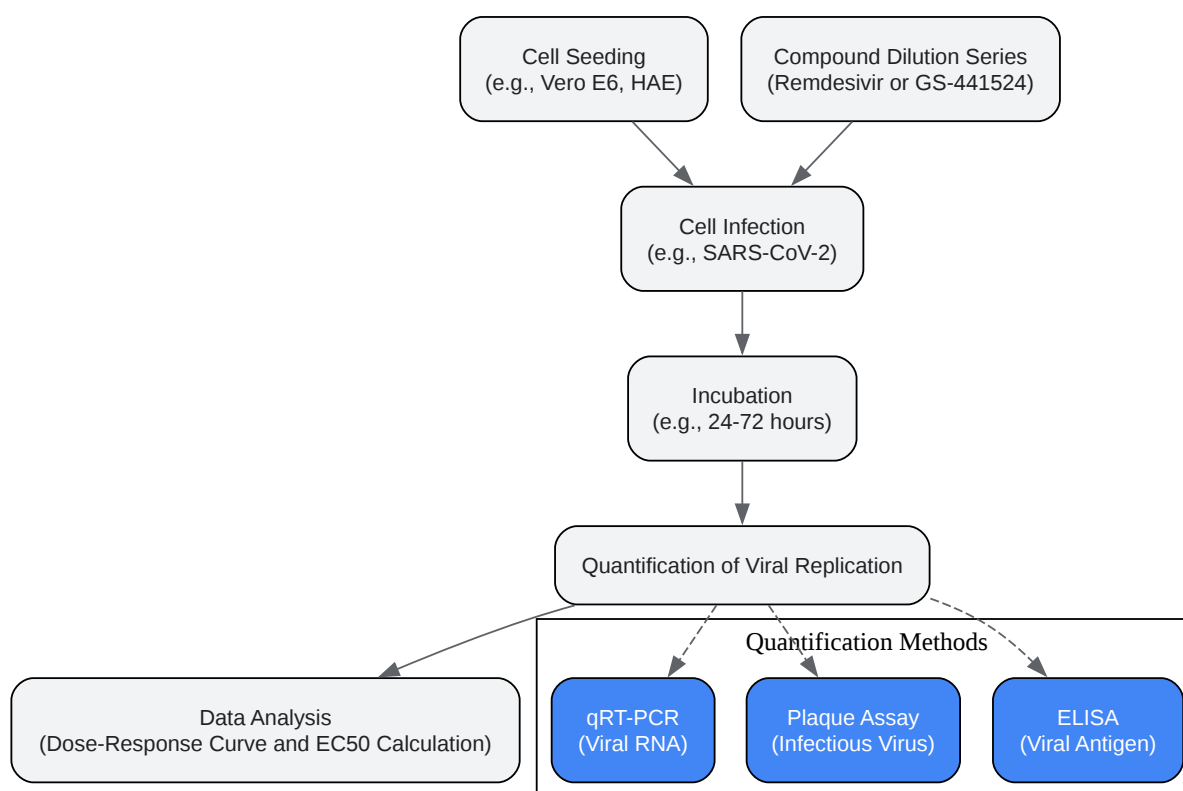 Cell Seeding
(e.g., Vero E6, HAE)
Compound Dilution Series
(Remdesivir or GS-441524)
Cell Infection
(e.g., SARS-CoV-2)
Incubation
(e.g., 24-72 hours)
Quantification of Viral Replication
Quantification Methods
Data Analysis
(Dose-Response Curve and EC50 Calculation)
qRT-PCR
(Viral RNA)
Plaque Assay
(Infectious Virus)
ELISA
(Viral Antigen)